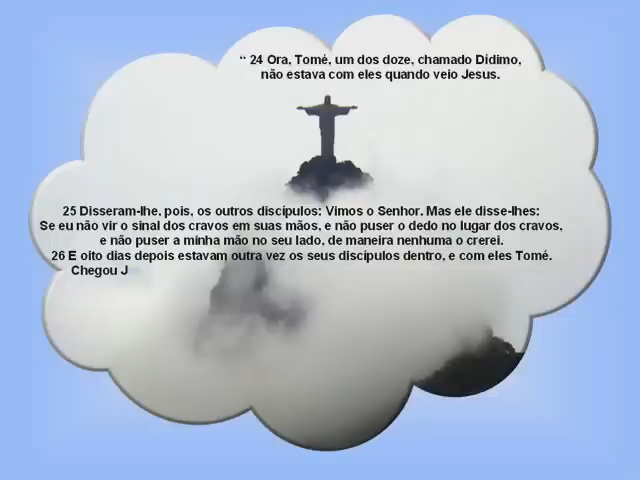 “ 24 Ora, Tomé, um dos doze, chamado Dídimo,
não estava com eles quando veio Jesus.
25 Disseram-lhe, pois, os outros discípulos: Vimos o Senhor. Mas ele disse-lhes:
Se eu não vir o sinal dos cravos em suas mãos, e não puser o dedo no lugar dos cravos,
e não puser a minha mão no seu lado, de maneira nenhuma o crerei.
26 E oito dias depois estavam outra vez os seus discípulos dentro, e com eles Tomé.
Chegou J